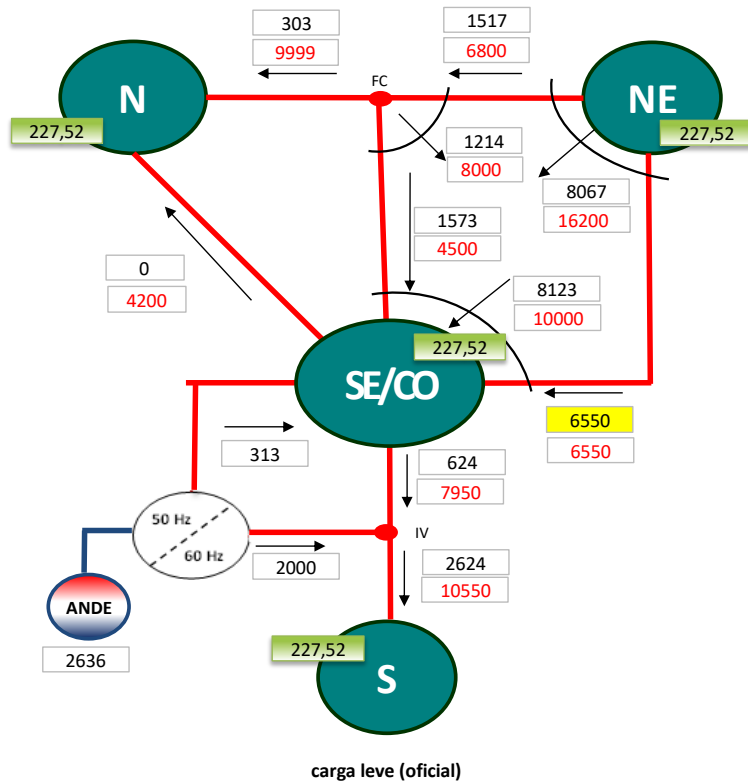 303
9999
1517
6800
FC
N
NE
227,52
227,52
1214
8000
8067
16200
1573
4500
0
4200
8123
10000
227,52
SE/CO
6550
6550
313
624
7950
50 Hz
60 Hz
IV
2000
2624
10550
ANDE
2636
227,52
S
carga leve (oficial)